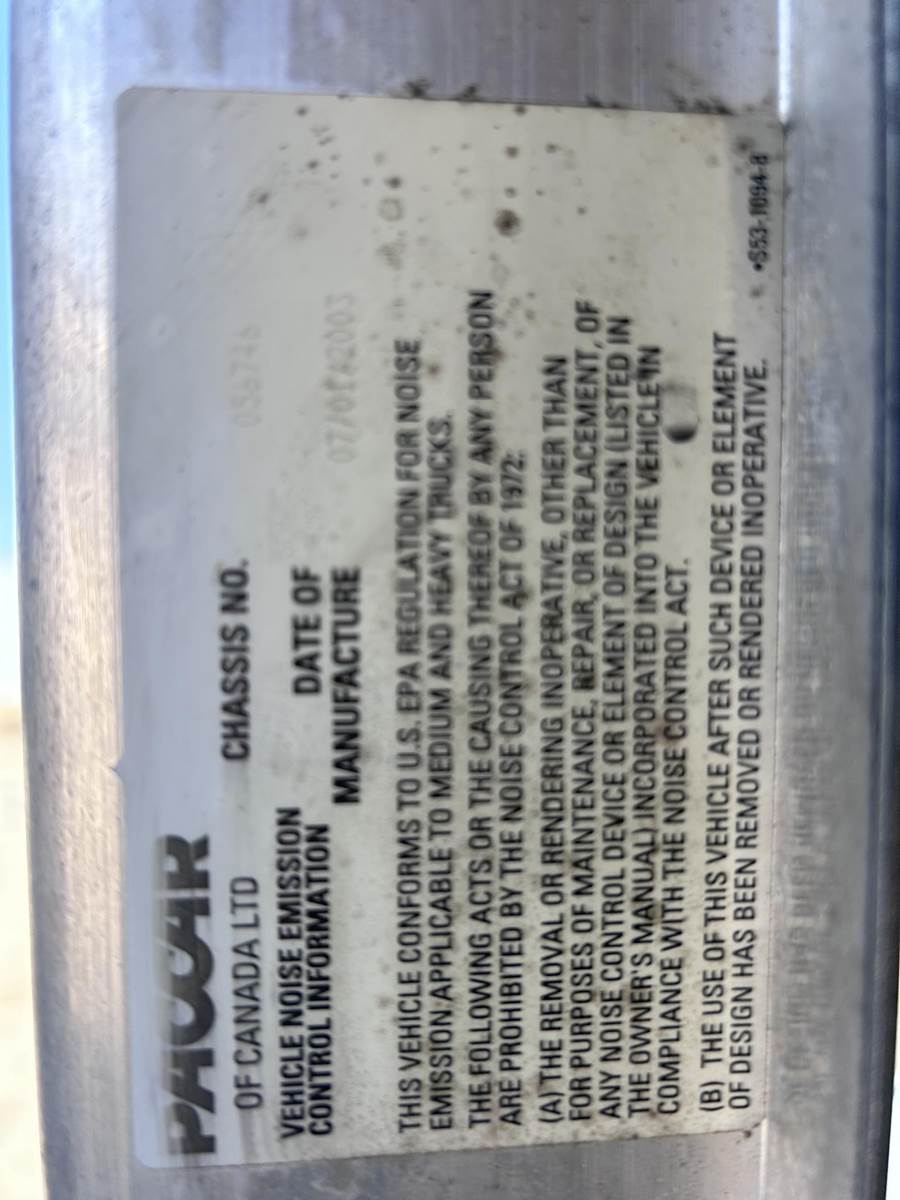 PACCAR
OF CANADA LTD
CHASSIS NO.
VEHICLE NOISE EMISSION
CONTROL INFORMATION
DATE OF
MANUFACTURE
THIS VEHICLE CONFORMS TO U.S. EPA REGULATION FOR NOISE
EMISSION APPLICABLE TO MEDIUM AND HEAVY TRUCKS.
THE FOLLOWING ACTS OR THE CAUSING THEREOF BY ANY PERSON
ARE PROHIBITED BY THE NOISE CONTROL ACT OF 1972:
(A) THE REMOVAL OR RENDERING INOPERATIVE, OTHER THAN
FOR PURPOSES OF MAINTENANCE, REPAIR, OR REPLACEMENT, OF
ANY NOISE CONTROL DEVICE OR ELEMENT OF DESIGN (LISTED IN
THE OWNER'S MANUAL) INCORPORATED INTO THE VEHICLE IN
COMPLIANCE WITH THE NOISE CONTROL ACT.
(B) THE USE OF THIS VEHICLE AFTER SUCH DEVICE OR ELEMENT
OF DESIGN HAS BEEN REMOVED OR RENDERED INOPERATIVE.
•S53-1094-8